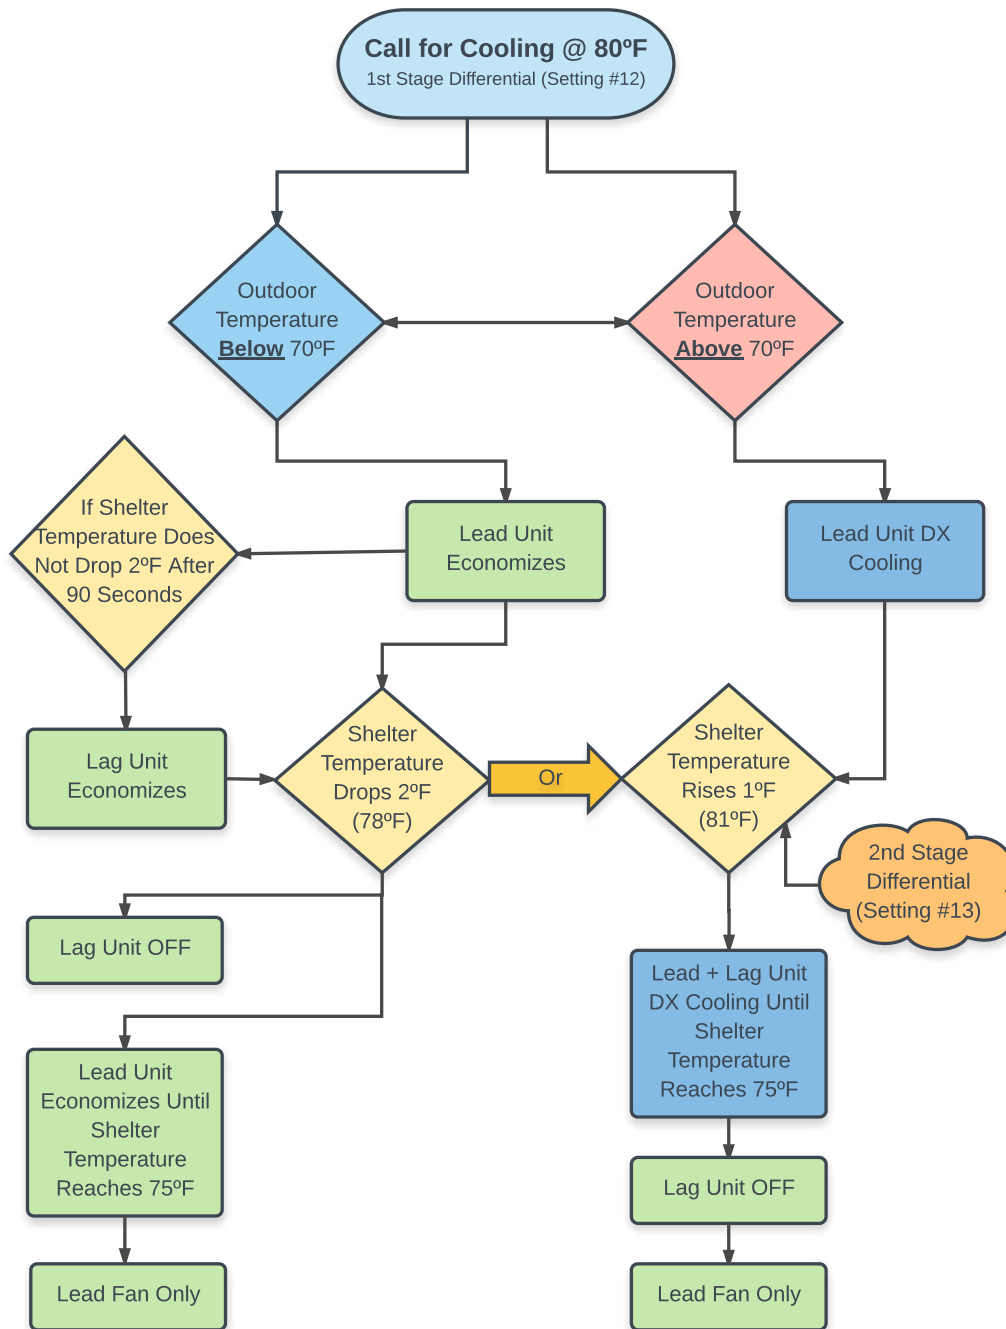 Call for Cooling @ 80ºF
1st Stage Differential (Setting #12)
Outdoor
Temperature
Below 70ºF
Outdoor
Temperature
Above 70ºF
If Shelter
Temperature Does
Not Drop 2ºF After
90 Seconds
Lead Unit
Economizes
Lead Unit DX
Cooling
Lag Unit
Economizes
Shelter
Temperature
Drops 2ºF
(78ºF)
Or
Shelter
Temperature
Rises 1ºF
(81ºF)
2nd Stage
Differential
(Setting #13)
Lag Unit OFF
Lead + Lag Unit
DX Cooling Until
Shelter
Temperature
Reaches 75ºF
Lead Unit
Economizes Until
Shelter
Temperature
Reaches 75ºF
Lag Unit OFF
Lead Fan Only
Lead Fan Only